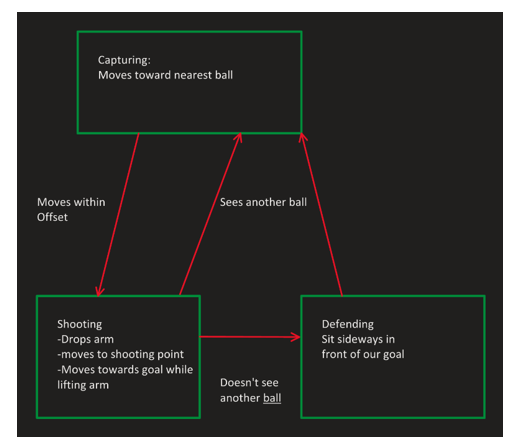 Capturing:
Moves toward nearest ball
Moves within
Offset
Sees another ball
Shooting
-Drops arm
-moves to shooting point
-Moves towards goal while
lifting arm
Defending
Sit sideways in
front of our goal
Doesn't see
another ball